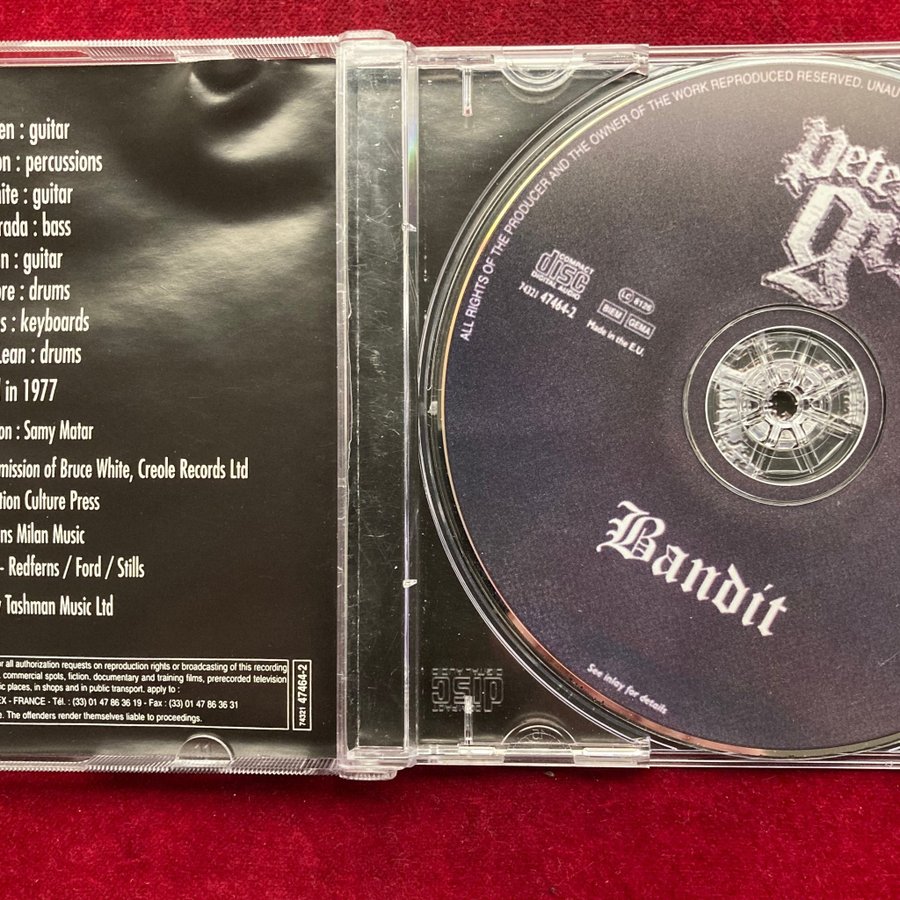 en : guitar
on : percussions
ite : guitar
rada : bass
n : guitar
ore : drums
s : keyboards
Lean : drums
in 1977
on : Samy Matar
mission of Bruce White, Creole Records Ltd
tion Culture Press
ns Milan Music
- Redferns / Ford / Stills
Tashman Music Ltd
or all authorization requests on reproduction rights or broadcasting of this recording
commercial spots, fiction. documentary and training films, prerecorded television
ic places, in shops and in public transport. apply to :
EX - FRANCE - Tél. : (33) 01 47 86 36 19 - Fax : (33) 01 47 86 36 31
e. The offenders render themselves liable to proceedings.
74321 47464-2
ALL RIGHTS OF THE PRODUCER AND THE OWNER OF THE WORK REPRODUCED RESERVED. UNAU
Pete
COMPACT
disc
DIGITAL AUDIO
74321 47464-2
LC 6126
BIEM GEMA
Made in the E.U.
Bandit
See inlay for details